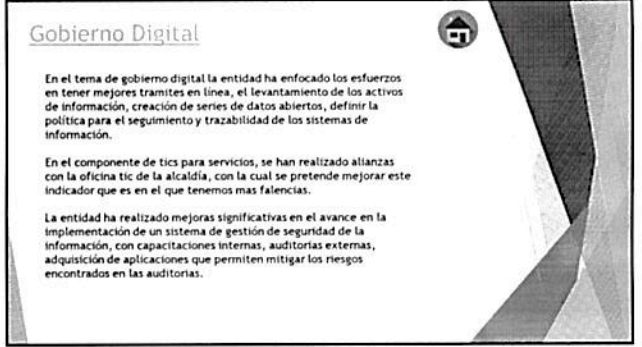 Gobierno Digital
En el tema de gobierno digital la entidad ha enfocado los esfuerzos
en tener mejores tramites en línea, el levantamiento de los activos
de información, creación de series de datos abiertos, definir la
política para el seguimiento y trazabilidad de los sistemas de
información.
En el componente de tics para servicios, se han realizado alianzas
con la oficina tic de la alcaldía, con la cual se pretende mejorar este
indicador que es en el que tenemos mas falencias.
La entidad ha realizado mejoras significativas en el avance en la
implementación de un sistema de gestión de seguridad de la
información, con capacitaciones internas, auditorias externas,
adquisición de aplicaciones que permiten mitigar los riesgos
encontrados en las auditorias.